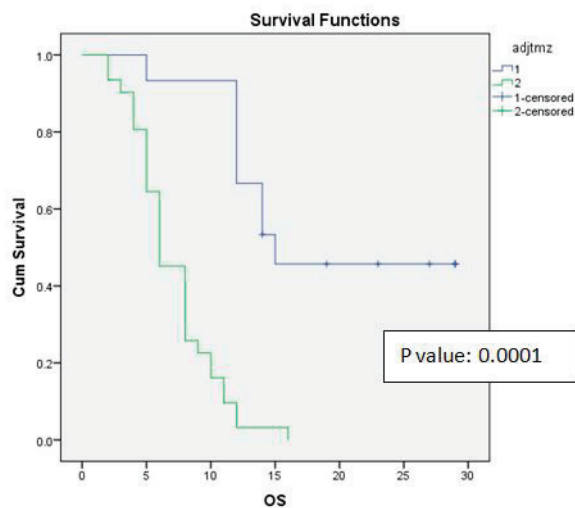 Survival Functions
adjtmz
1
2
1-censored
2-censored
Cum Survival
1.0
0.8
0.6
0.4
0.2
0.0
P value: 0.0001
0 5 10 15 20 25 30
OS